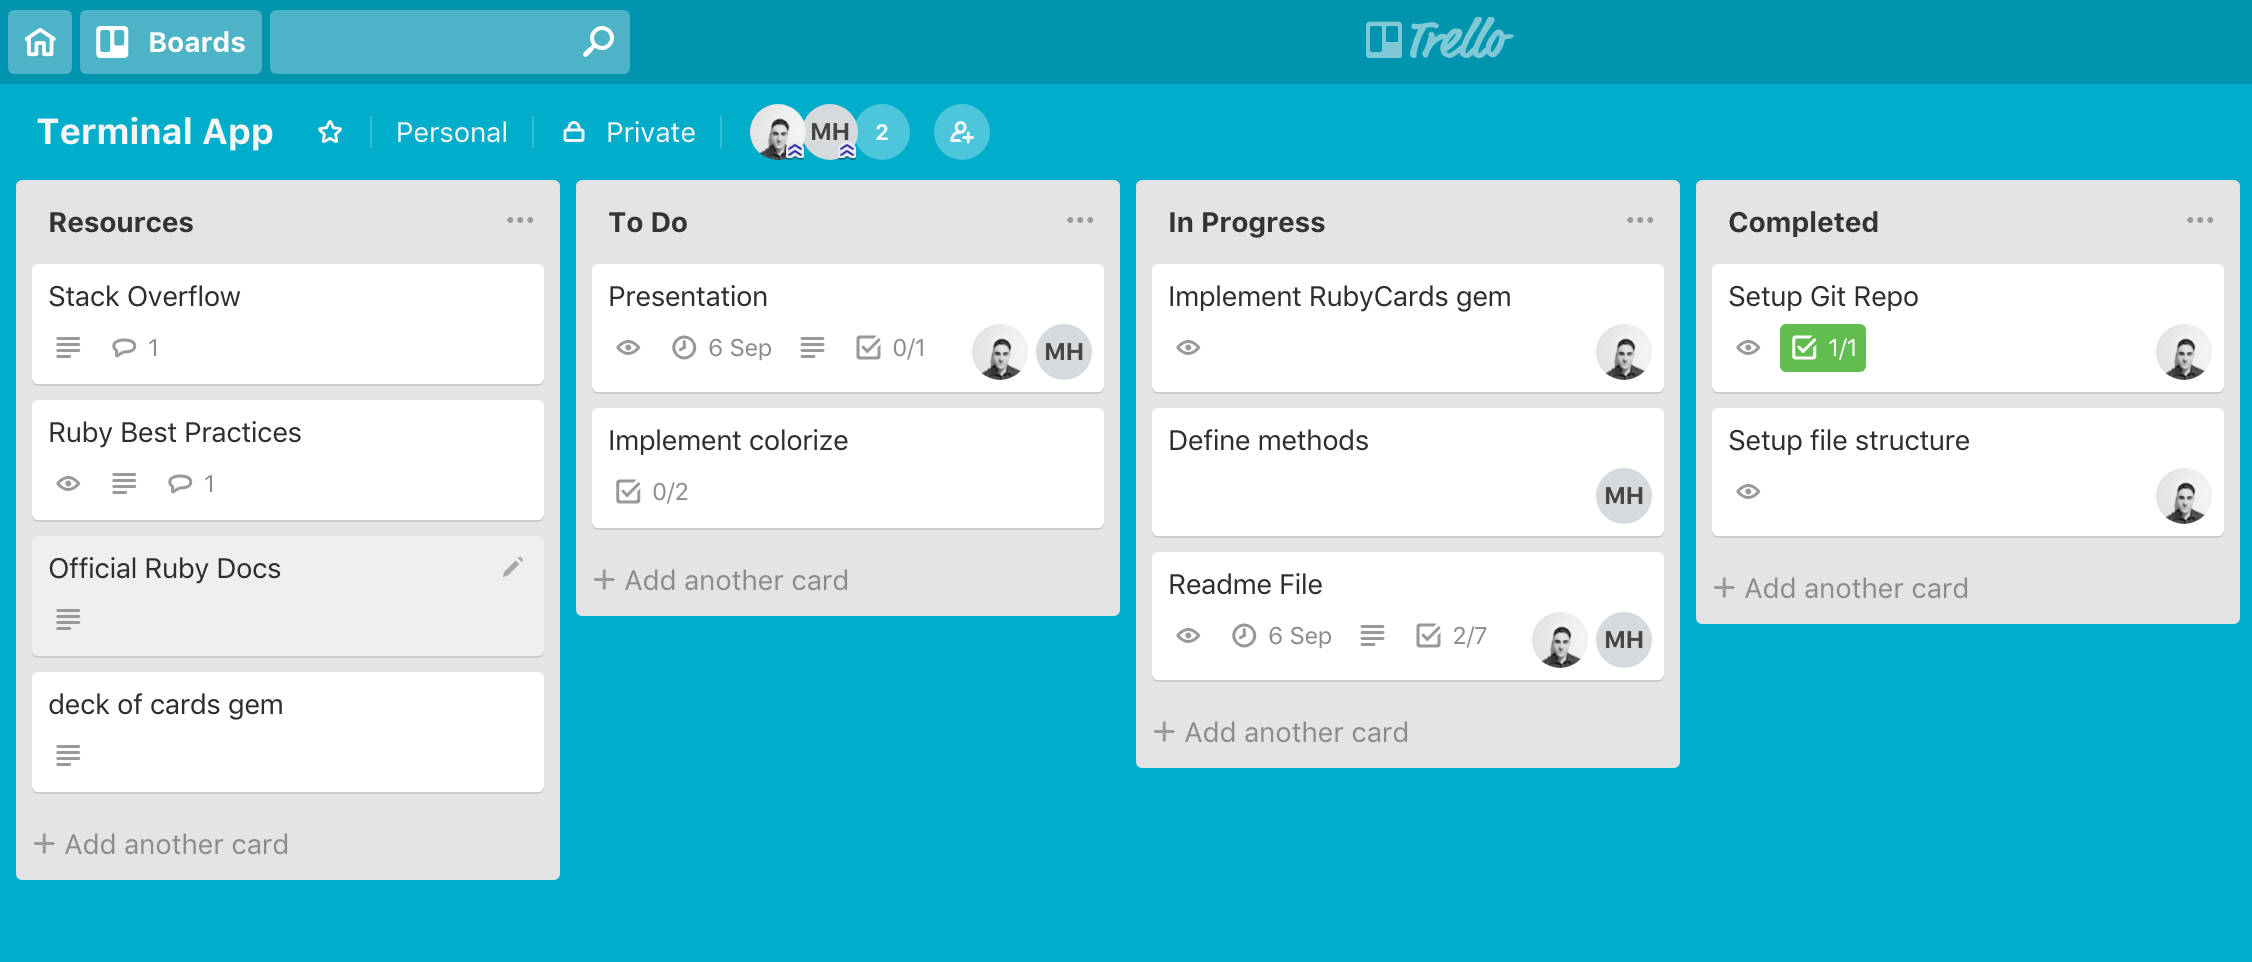 Boards
Trello
Terminal App
Personal
Private
MH
2
Resources
Stack Overflow
1
Ruby Best Practices
1
Official Ruby Docs
deck of cards gem
+ Add another card
To Do
Presentation
6 Sep
0/1
MH
Implement colorize
0/2
+ Add another card
In Progress
Implement RubyCards gem
Define methods
MH
Readme File
6 Sep
2/7
MH
+ Add another card
Completed
Setup Git Repo
1/1
Setup file structure
+ Add another card